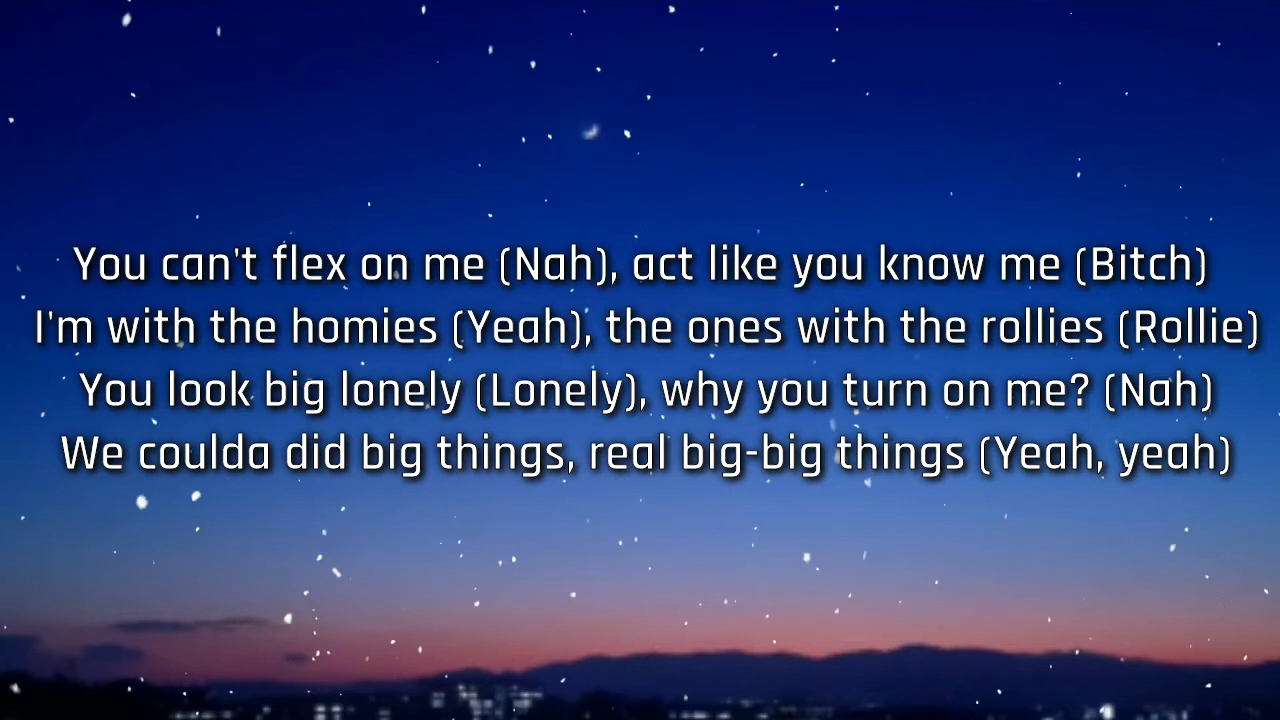 You can't flex on me (Nah), act like you know me (Bitch)
I'm with the homies (Yeah), the ones with the rollies (Rollie)
You look big lonely (Lonely), why you turn on me? (Nah)
We coulda did big things, real big-big things (Yeah, yeah)